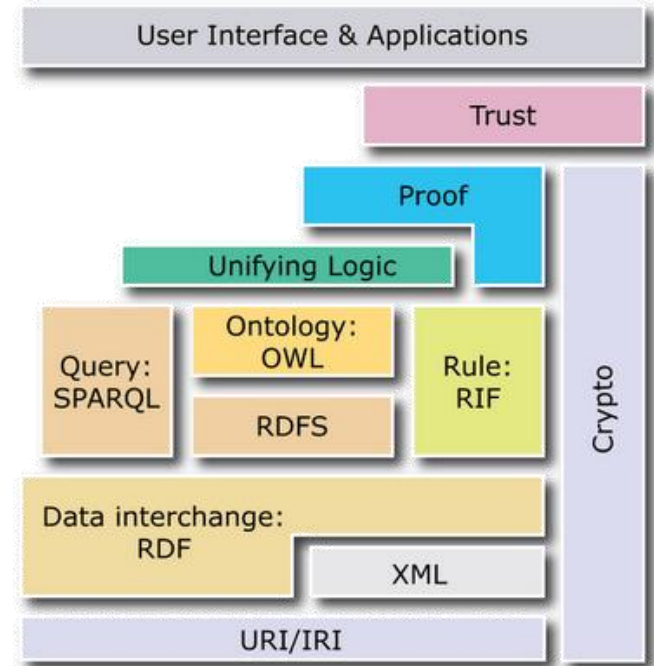 User Interface & Applications
Trust
Proof
Unifying Logic
Query:
SPARQL
Ontology:
OWL
RDFS
Rule:
RIF
Crypto
Data interchange:
RDF
XML
URI/IRI